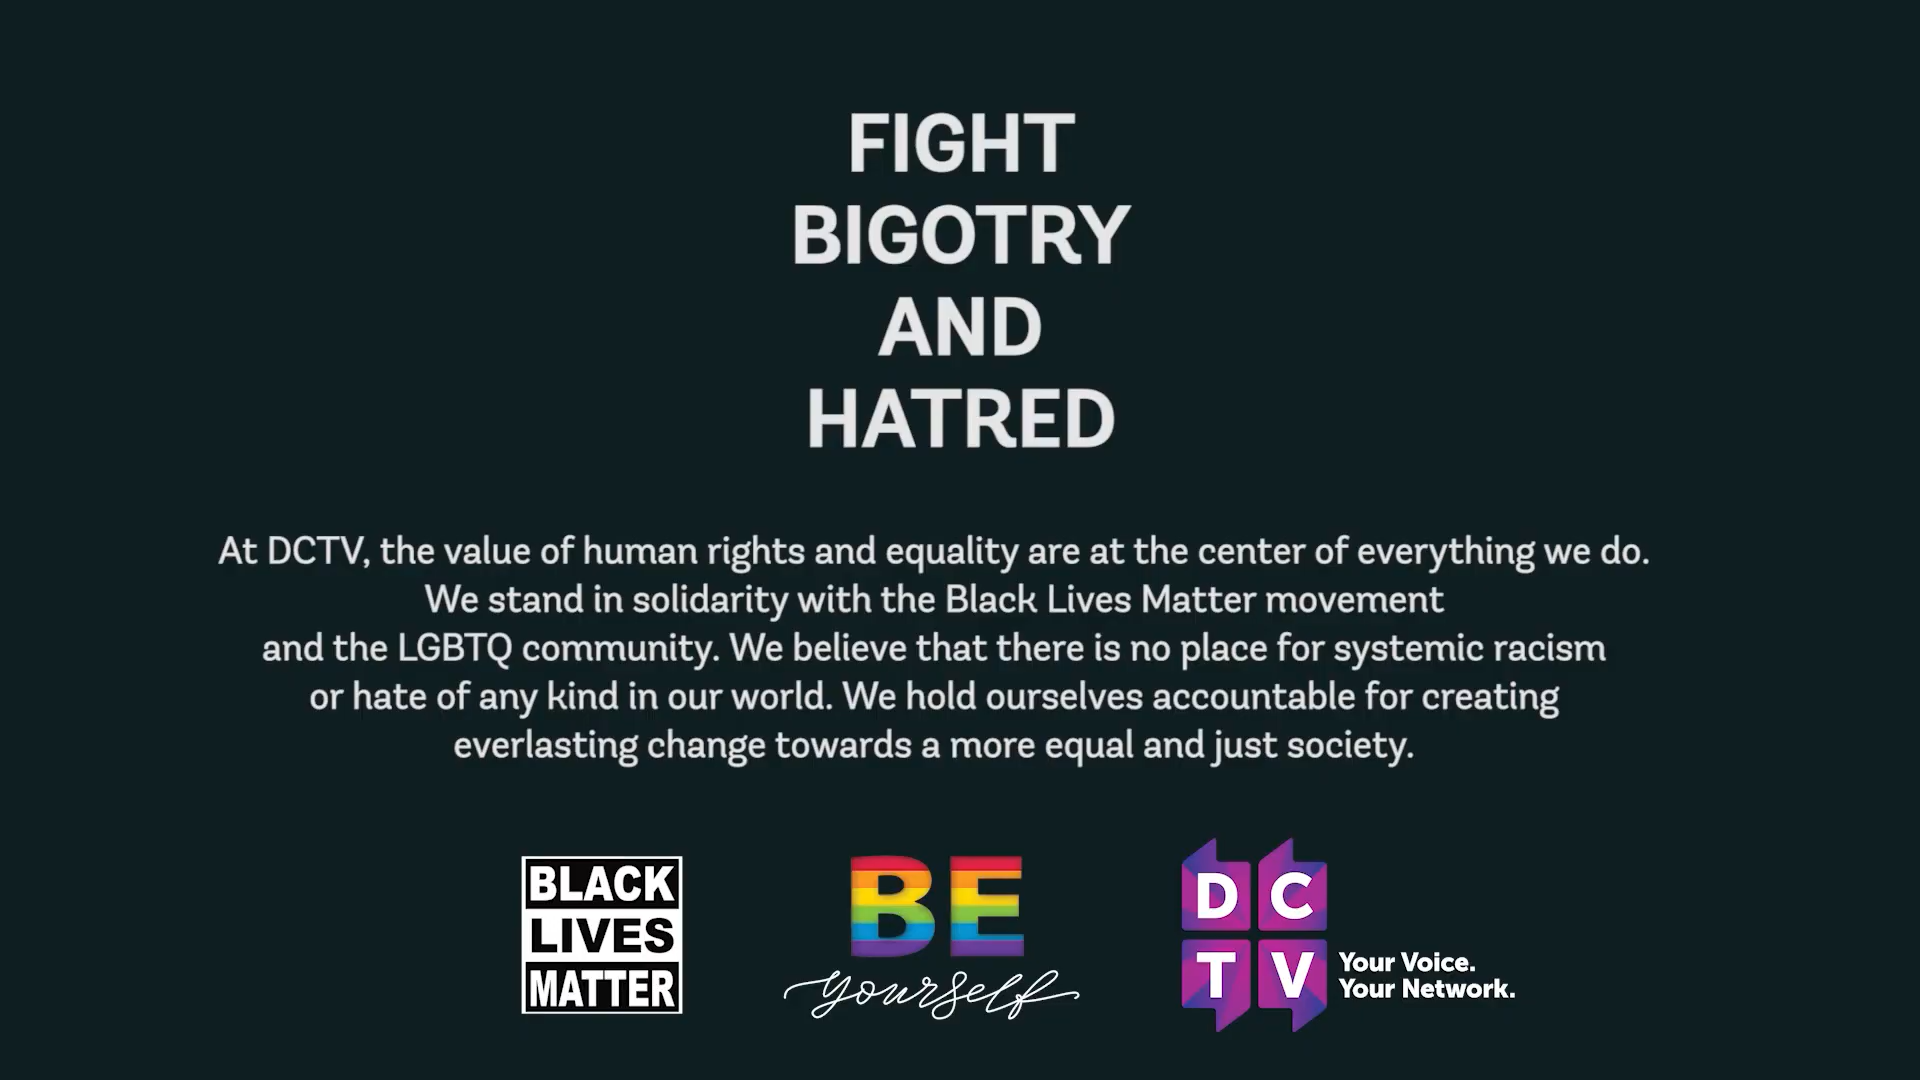 FIGHT
BIGOTRY
AND
HATRED
At DCTV, the value of human rights and equality are at the center of everything we do.
We stand in solidarity with the Black Lives Matter movement
and the LGBTQ community. We believe that there is no place for systemic racism
or hate of any kind in our world. We hold ourselves accountable for creating
everlasting change towards a more equal and just society.
BLACK
LIVES
MATTER
BE
yourself
DC
TV
Your Voice.
Your Network.